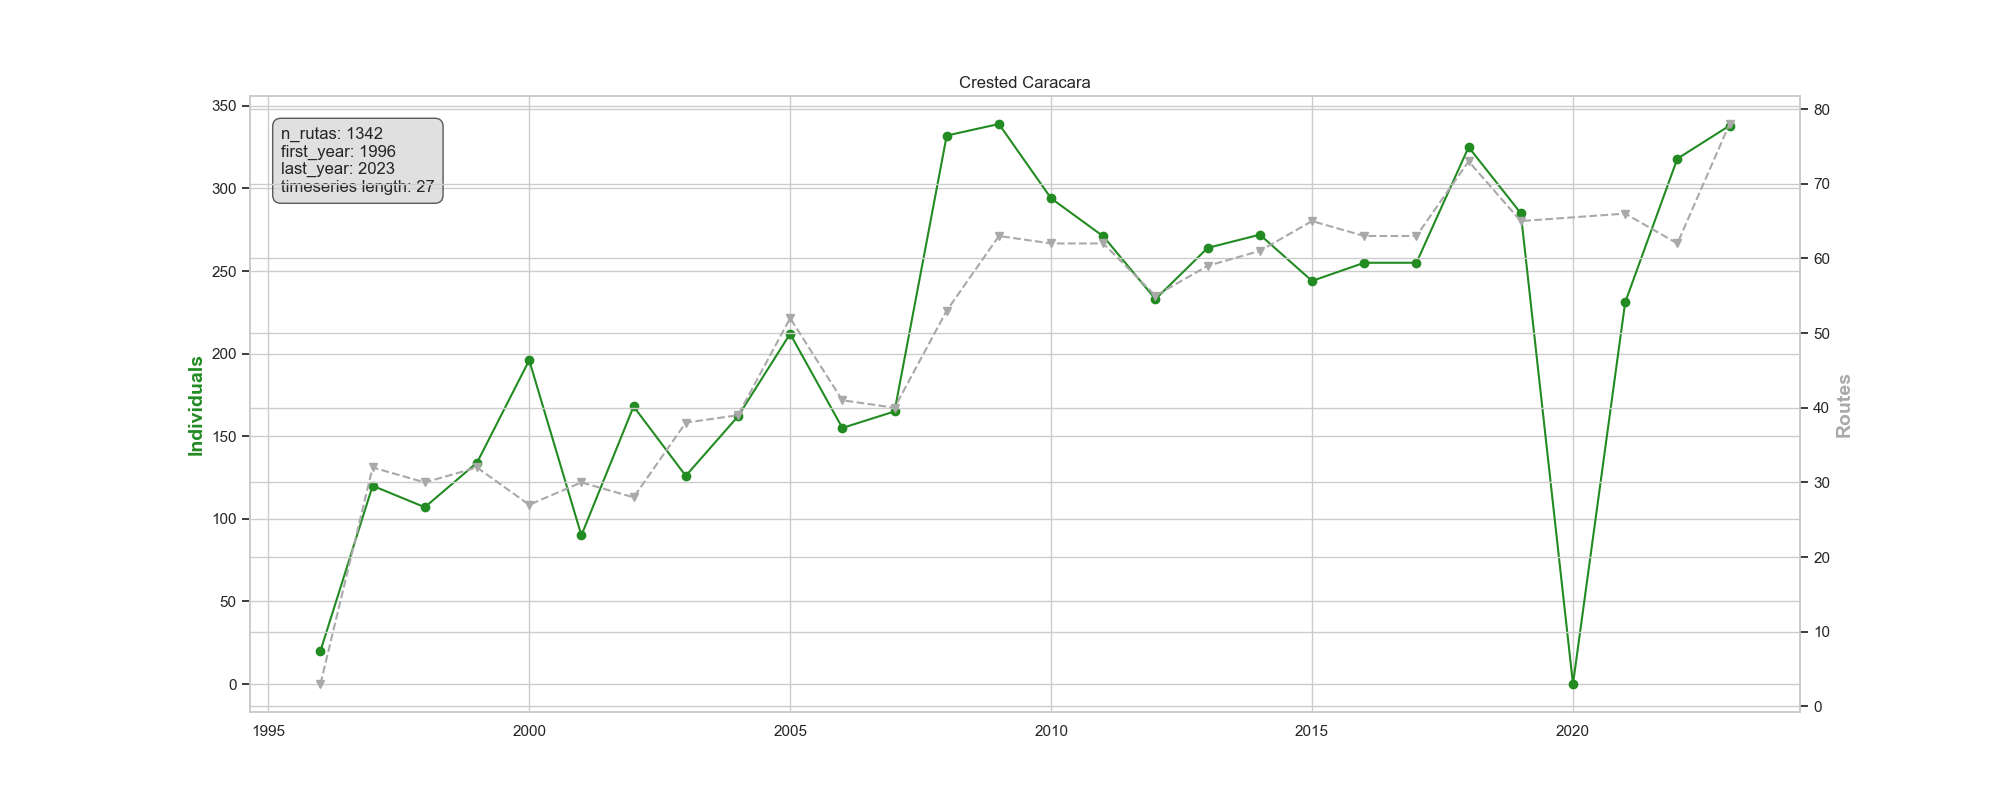 Crested Caracara
n_rutas: 1342
first_year: 1996
last_year: 2023
timeseries length: 27
Individuals
350
300
250
200
150
100
50
0
80
70
60
50
40
30
20
10
0
Routes
1995 2000 2005 2010 2015 2020